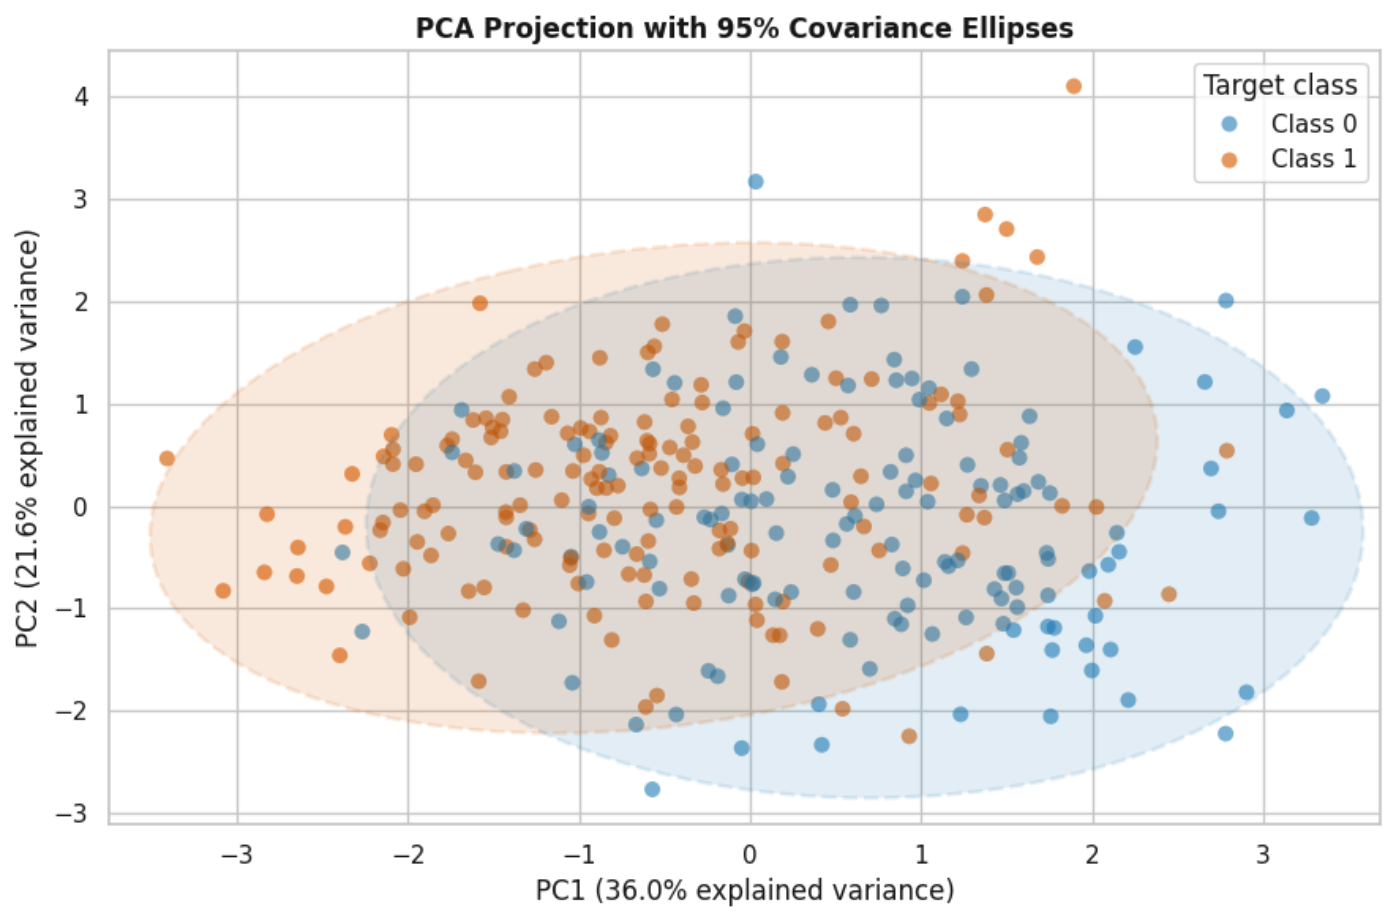 PCA Projection with 95% Covariance Ellipses
Target class
Class 0
Class 1
PC2 (21.6% explained variance)
4
3
2
1
0
−1
−2
−3
−3
−2
−1
0
1
2
3
PC1 (36.0% explained variance)